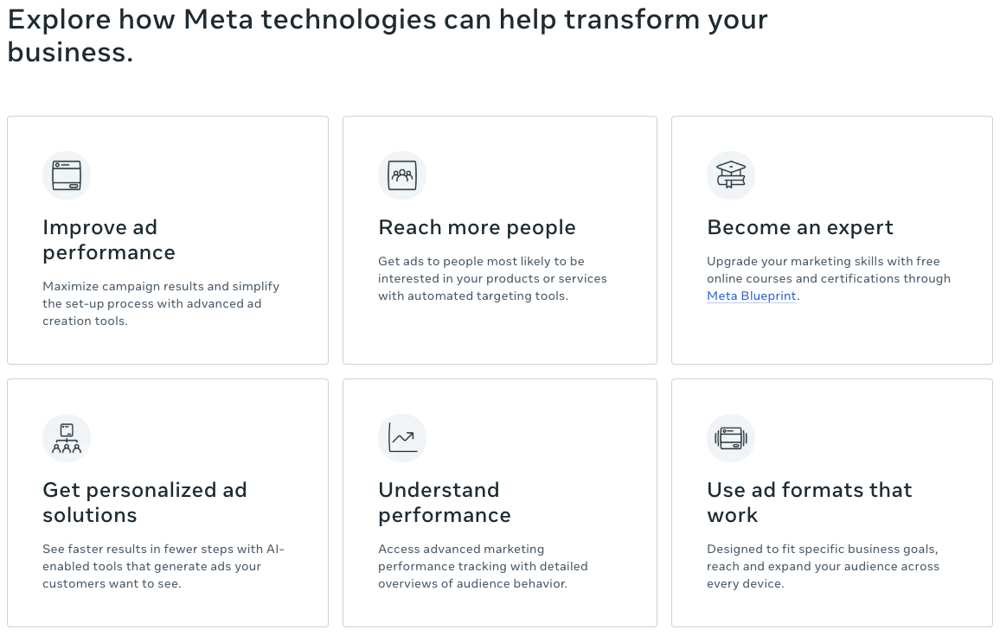 Explore how Meta technologies can help transform your
business.
Improve ad
performance
Maximize campaign results and simplify
the set-up process with advanced ad
creation tools.
Reach more people
Get ads to people most likely to be
interested in your products or services
with automated targeting tools.
Become an expert
Upgrade your marketing skills with free
online courses and certifications through
Meta Blueprint.
Get personalized ad
solutions
See faster results in fewer steps with AI-
enabled tools that generate ads your
customers want to see.
Understand
performance
Access advanced marketing
performance tracking with detailed
overviews of audience behavior.
Use ad formats that
work
Designed to fit specific business goals,
reach and expand your audience across
every device.